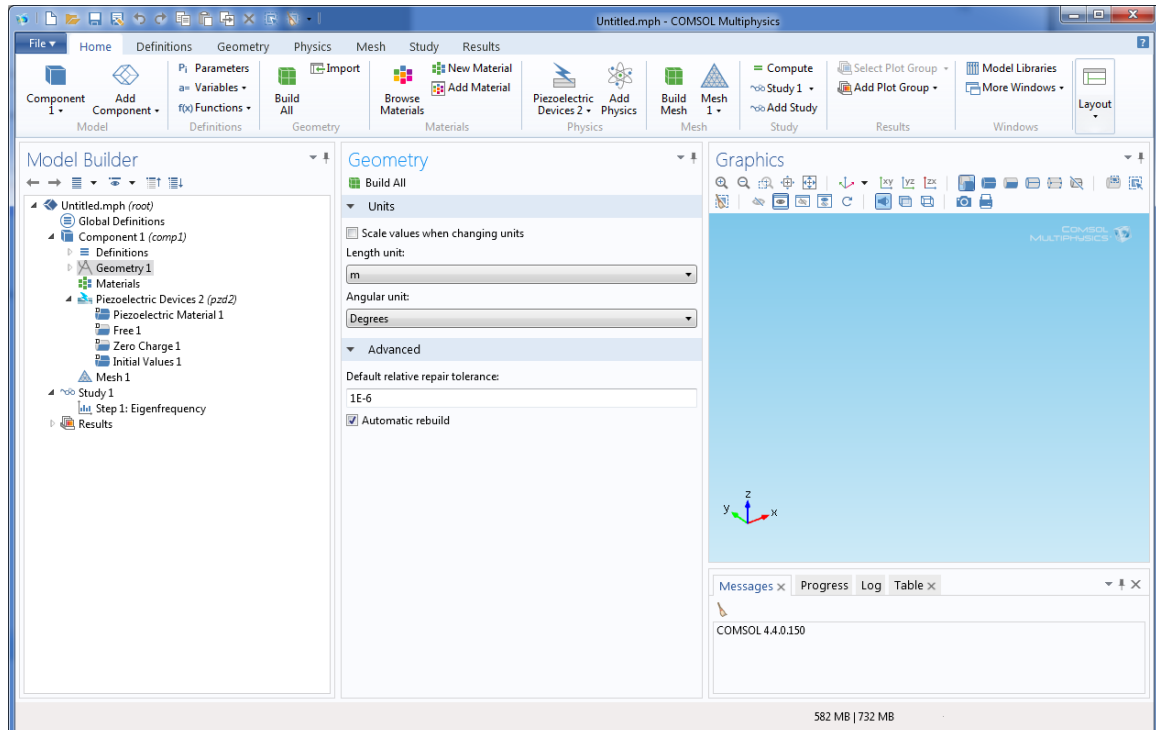 Untitled.mph - COMSOL Multiphysics
File Home Definitions Geometry Physics Mesh Study Results
Component 1
Add Component
Model
Pi Parameters
a= Variables
f(x) Functions
Definitions
Build All
Import
Geometry
Browse Materials
New Material
Add Material
Materials
Piezoelectric Devices 2
Add Physics
Physics
Build Mesh
Mesh 1
Mesh
= Compute
Study 1
Add Study
Study
Select Plot Group
Add Plot Group
Results
Model Libraries
More Windows
Windows
Layout
Model Builder
Untitled.mph (root)
Global Definitions
Component 1 (comp1)
Definitions
Geometry 1
Materials
Piezoelectric Devices 2 (pzd2)
Piezoelectric Material 1
Free 1
Zero Charge 1
Initial Values 1
Mesh 1
Study 1
Step 1: Eigenfrequency
Results
Geometry
Build All
Units
Scale values when changing units
Length unit:
m
Angular unit:
Degrees
Advanced
Default relative repair tolerance:
1E-6
Automatic rebuild
Graphics
xy yz zx
COMSOL
MULTIPHYSICS
z
y
x
Messages Progress Log Table
COMSOL 4.4.0.150
582 MB | 732 MB